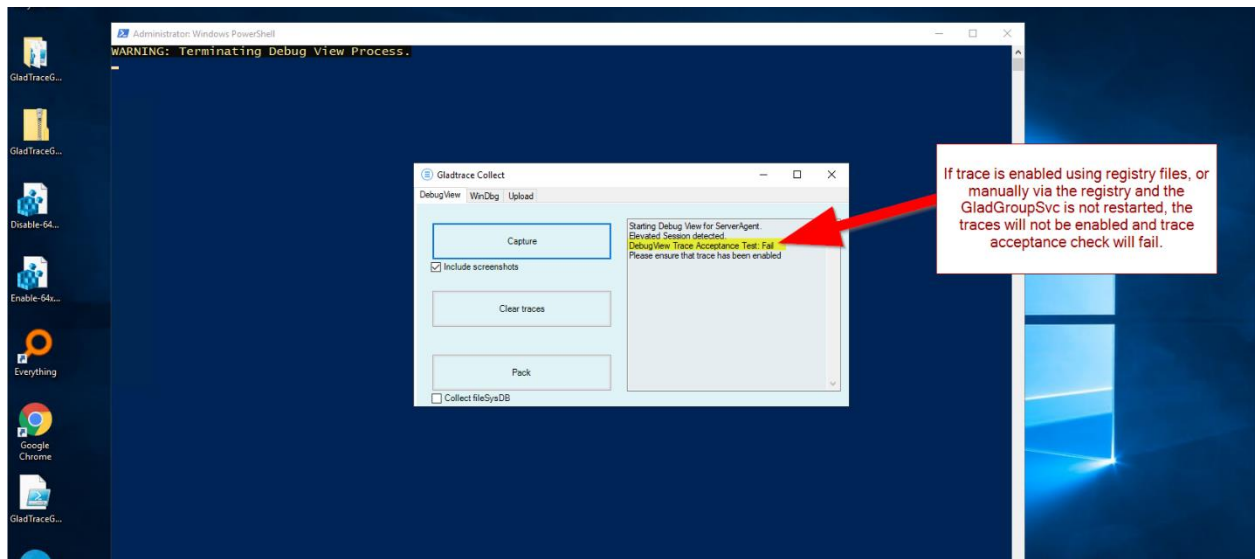 Administrator: Windows PowerShell
WARNING: Terminating Debug View Process.
GladTraceG...
GladTraceG...
Disable-64...
Enable-64x...
Everything
Google
Chrome
GladTraceG...
Gladtrace Collect
DebugView WinDbg Upload
Capture
Include screenshots
Clear traces
Pack
Collect fileSysDB
Starting Debug View for ServerAgent.
Elevated Session detected.
DebugView Trace Acceptance Test: Fail
Please ensure that trace has been enabled
If trace is enabled using registry files, or
manually via the registry and the
GladGroupSvc is not restarted, the
traces will not be enabled and trace
acceptance check will fail.